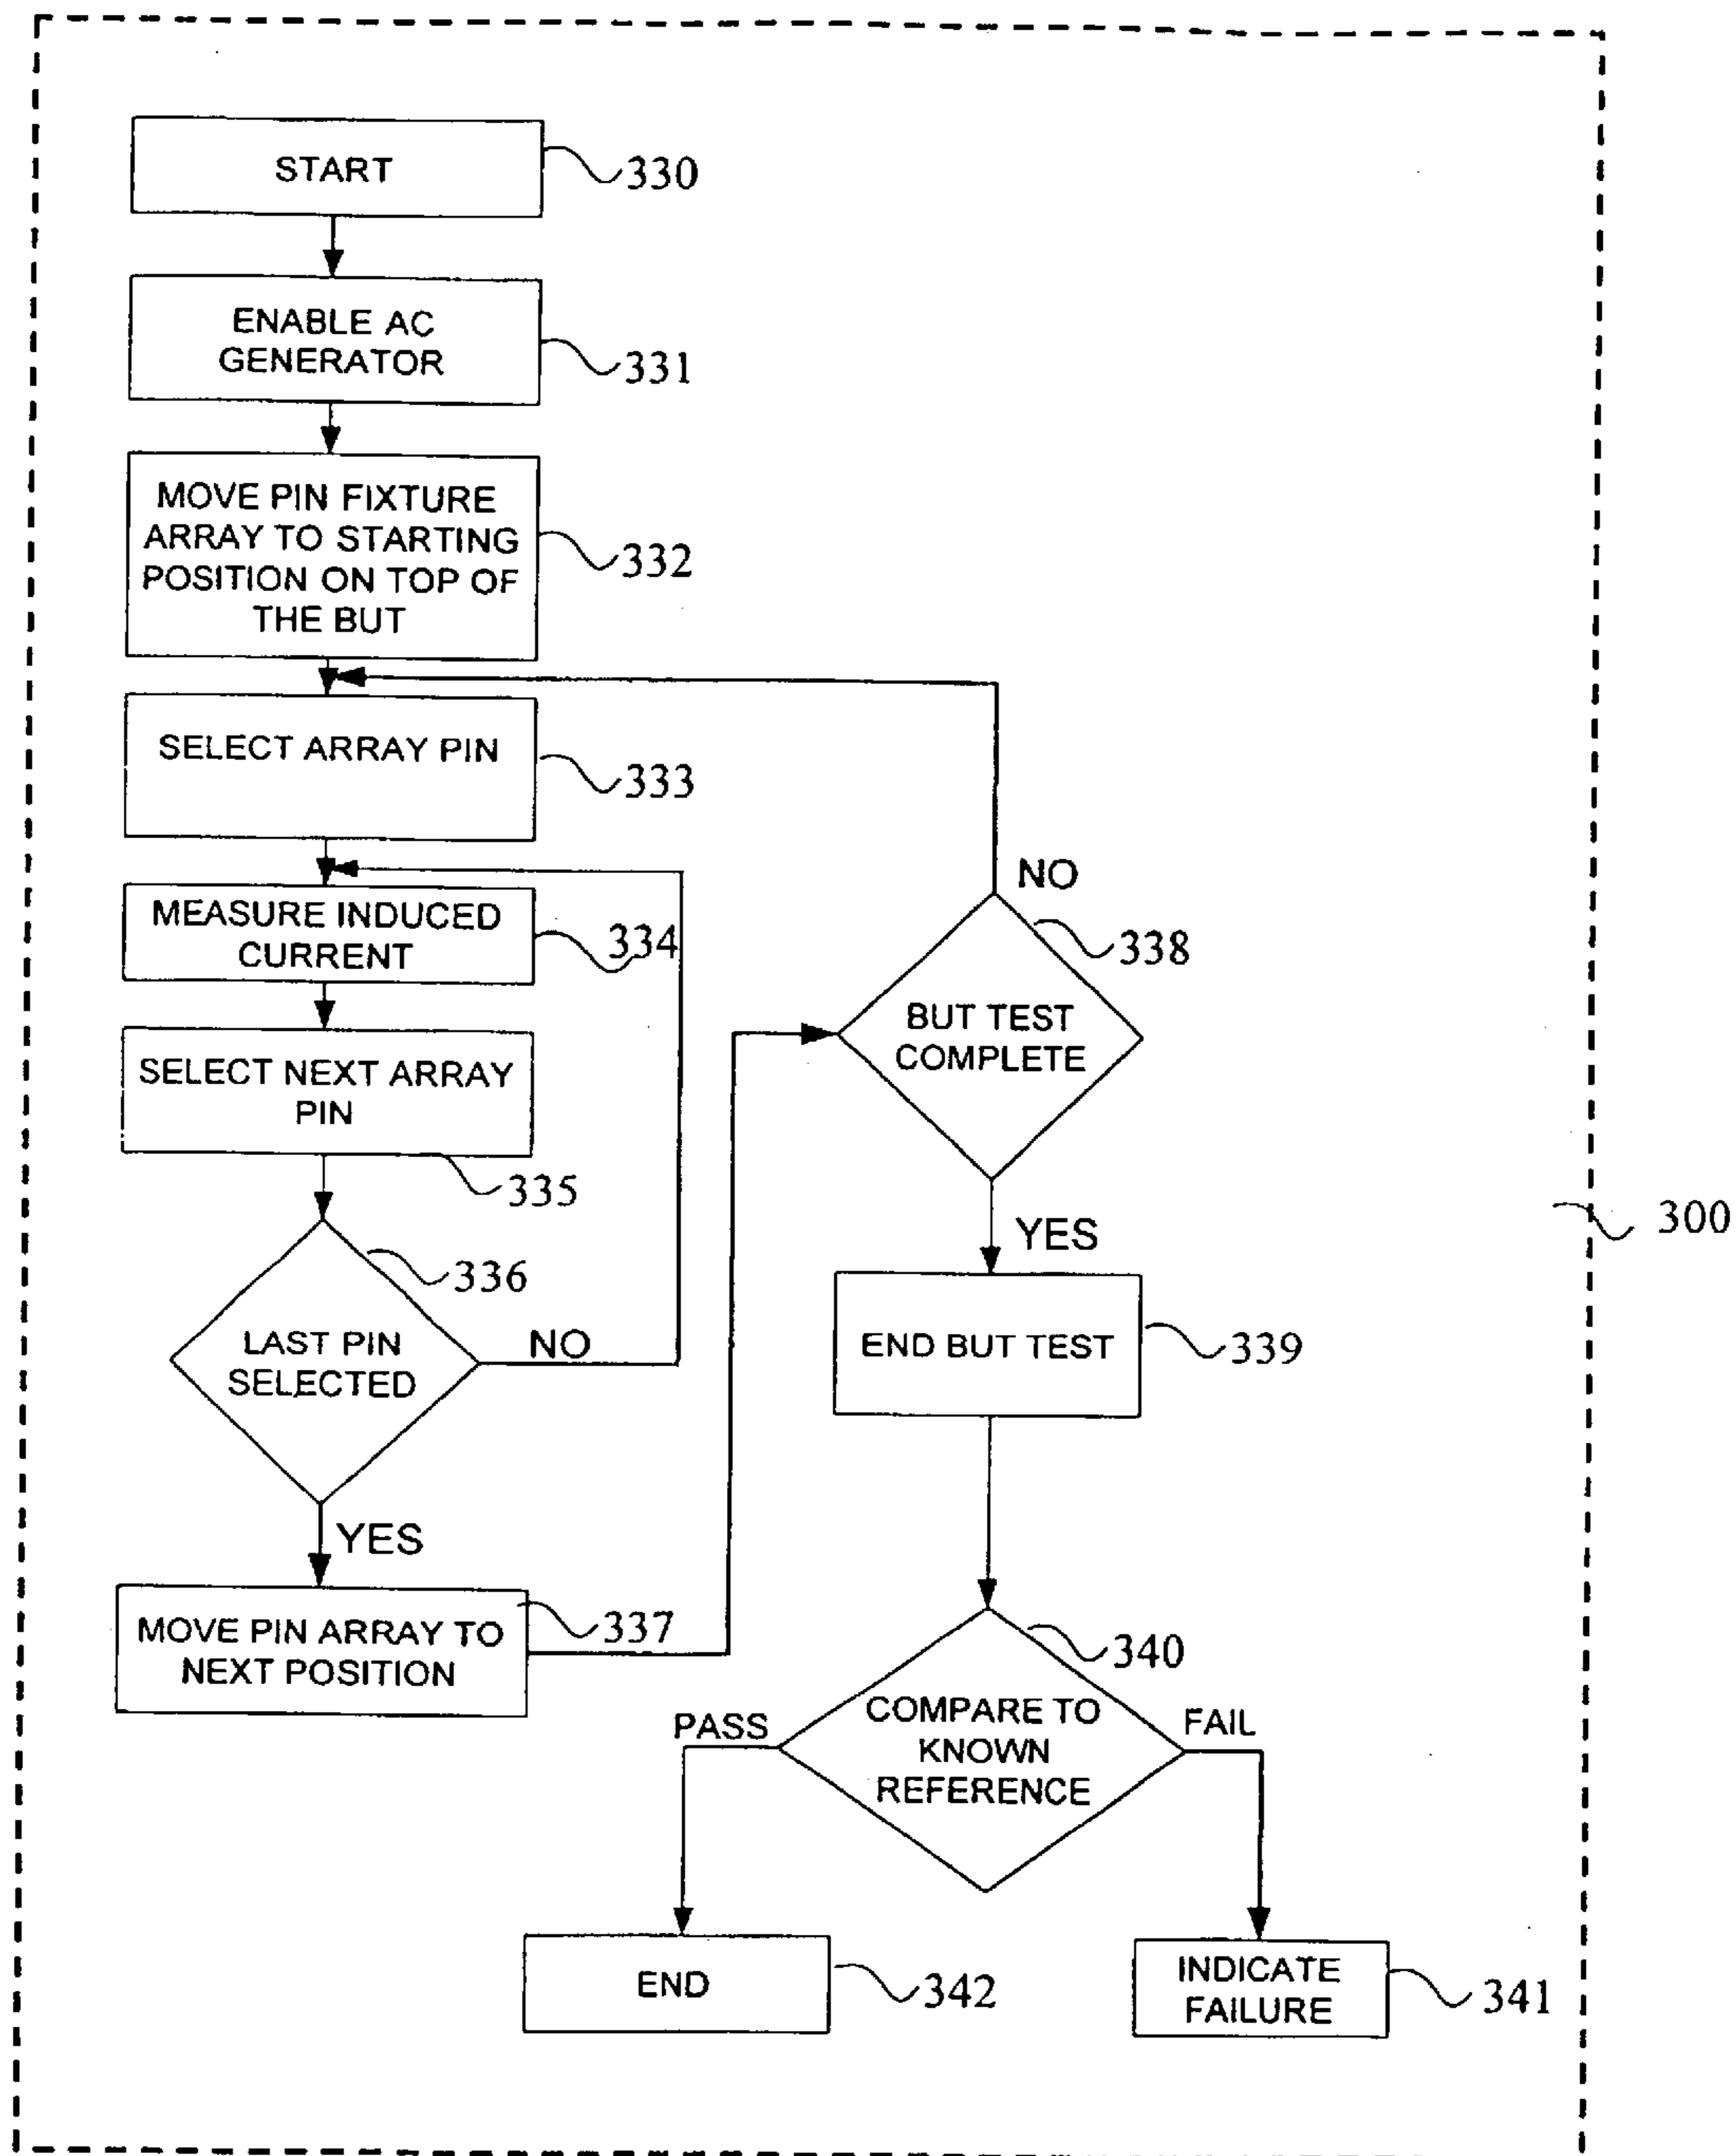 START
330
ENABLE AC
GENERATOR
331
MOVE PIN FIXTURE
ARRAY TO STARTING
POSITION ON TOP OF
THE BUT
332
SELECT ARRAY PIN
333
MEASURE INDUCED
CURRENT
334
SELECT NEXT ARRAY
PIN
335
LAST PIN
SELECTED
336
NO
YES
MOVE PIN ARRAY TO
NEXT POSITION
337
NO
338
BUT TEST
COMPLETE
YES
END BUT TEST
339
300
340
COMPARE TO
KNOWN
REFERENCE
PASS
FAIL
END
342
INDICATE
FAILURE
341